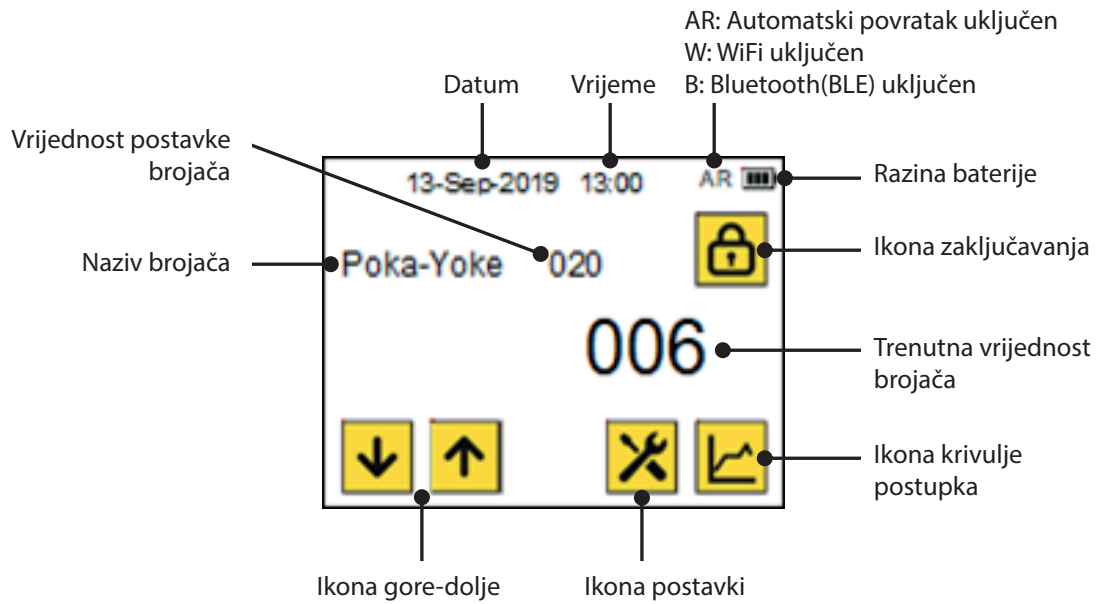 AR: Automatski povratak uključen
W: WiFi uključen
B: Bluetooth(BLE) uključen
Datum
Vrijeme
Vrijednost postavke
brojača
Razina baterije
13-Sep-2019 13:00 AR
Naziv brojača
Poka-Yoke 020
Ikona zaključavanja
006
Trenutna vrijednost
brojača
Ikona krivulje
postupka
Ikona gore-dolje
Ikona postavki